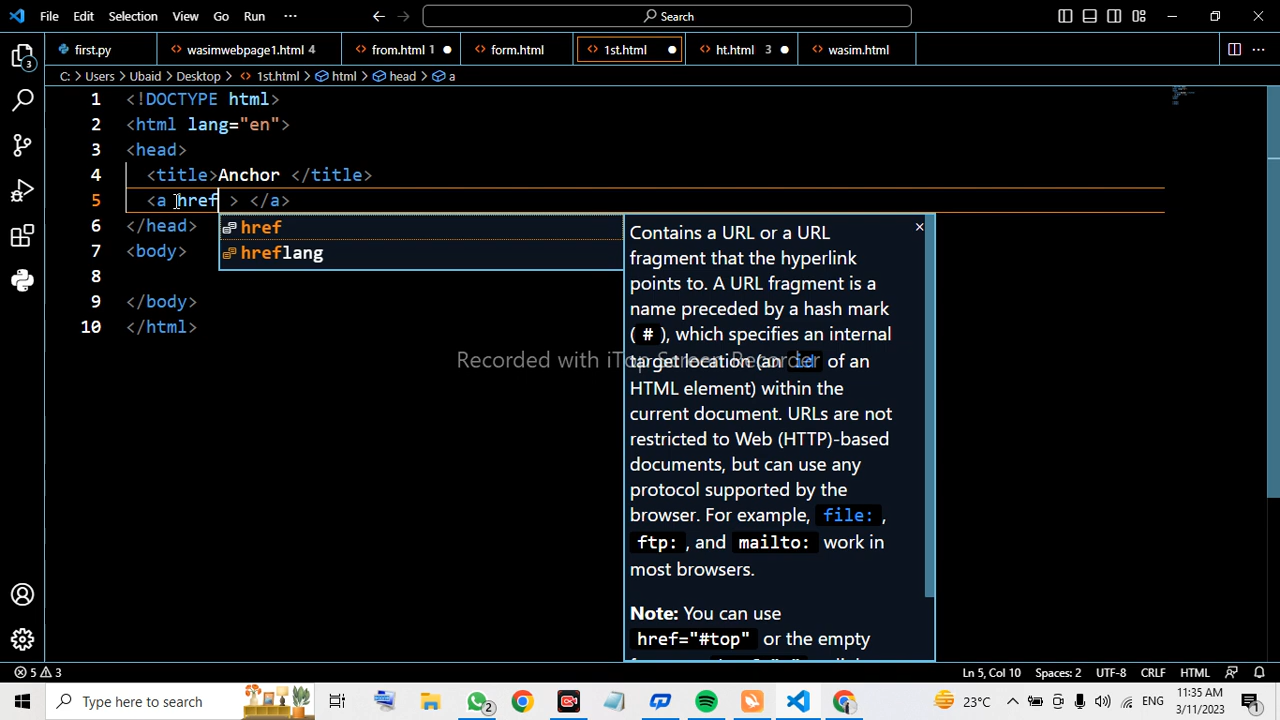 File Edit Selection View Go Run ··· Search
first.py wasimwebpage1.html 4 from.html 1 form.html 1st.html ht.html 3 wasim.html
C: > Users > Ubaid > Desktop > 1st.html > html > head > a
1 <!DOCTYPE html>
2 <html lang="en">
3 <head>
4 <title>Anchor </title>
5 <a href > </a>
6 </head>
7 <body>
8
9 </body>
10 </html>
href
hreflang
Contains a URL or a URL
fragment that the hyperlink
points to. A URL fragment is a
name preceded by a hash mark
( # ), which specifies an internal
target location (an id of an
HTML element) within the
current document. URLs are not
restricted to Web (HTTP)-based
documents, but can use any
protocol supported by the
browser. For example, file: ,
ftp: , and mailto: work in
most browsers.
Note: You can use
href="#top" or the empty
Recorded with iTop Screen Recorder
3
5 3 Ln 5, Col 10 Spaces: 2 UTF-8 CRLF HTML
Type here to search 2 23°C ENG 11:35 AM 3/11/2023 1